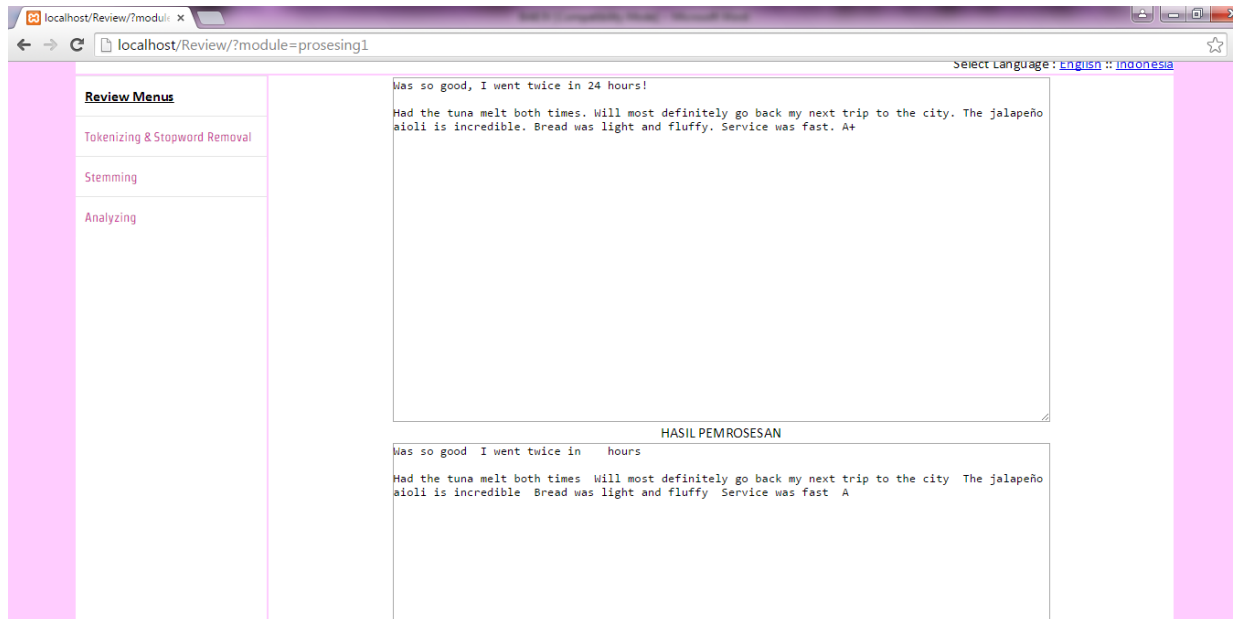 localhost/Review/?module
localhost/Review/?module=prosesing1
Select Language : English :: Indonesia
Review Menus
Tokenizing & Stopword Removal
Stemming
Analyzing
Was so good, I went twice in 24 hours!
Had the tuna melt both times. Will most definitely go back my next trip to the city. The jalapeño
aioli is incredible. Bread was light and fluffy. Service was fast. A+
HASIL PEMROSESAN
Was so good  I went twice in    hours
Had the tuna melt both times  Will most definitely go back my next trip to the city  The jalapeño
aioli is incredible  Bread was light and fluffy  Service was fast  A